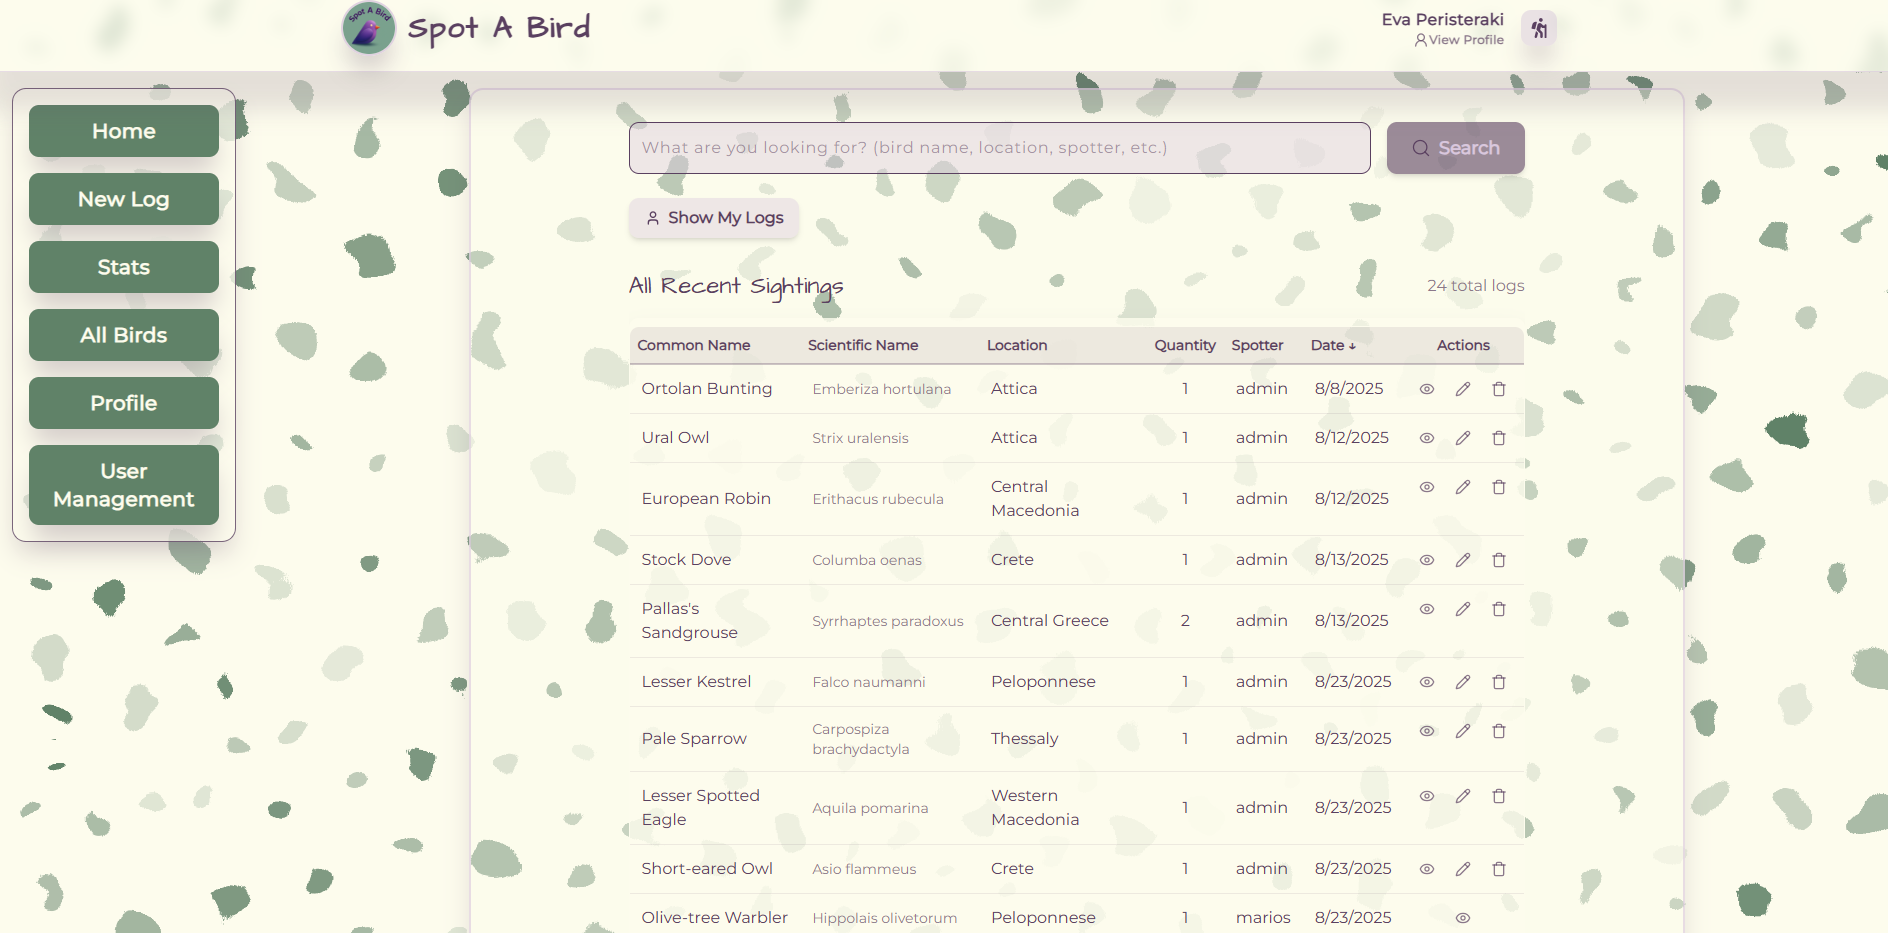 Spot A Bird
Spot A Bird
Eva Peristeraki
View Profile
Home
New Log
Stats
All Birds
Profile
User
Management
What are you looking for? (bird name, location, spotter, etc.)
Search
Show My Logs
All Recent Sightings
24 total logs
Common Name Scientific Name Location Quantity Spotter Date ↓ Actions
Ortolan Bunting Emberiza hortulana Attica 1 admin 8/8/2025
Ural Owl Strix uralensis Attica 1 admin 8/12/2025
European Robin Erithacus rubecula Central Macedonia 1 admin 8/12/2025
Stock Dove Columba oenas Crete 1 admin 8/13/2025
Pallas's Sandgrouse Syrrhaptes paradoxus Central Greece 2 admin 8/13/2025
Lesser Kestrel Falco naumanni Peloponnese 1 admin 8/23/2025
Pale Sparrow Carpospiza brachydactyla Thessaly 1 admin 8/23/2025
Lesser Spotted Eagle Aquila pomarina Western Macedonia 1 admin 8/23/2025
Short-eared Owl Asio flammeus Crete 1 admin 8/23/2025
Olive-tree Warbler Hippolais olivetorum Peloponnese 1 marios 8/23/2025